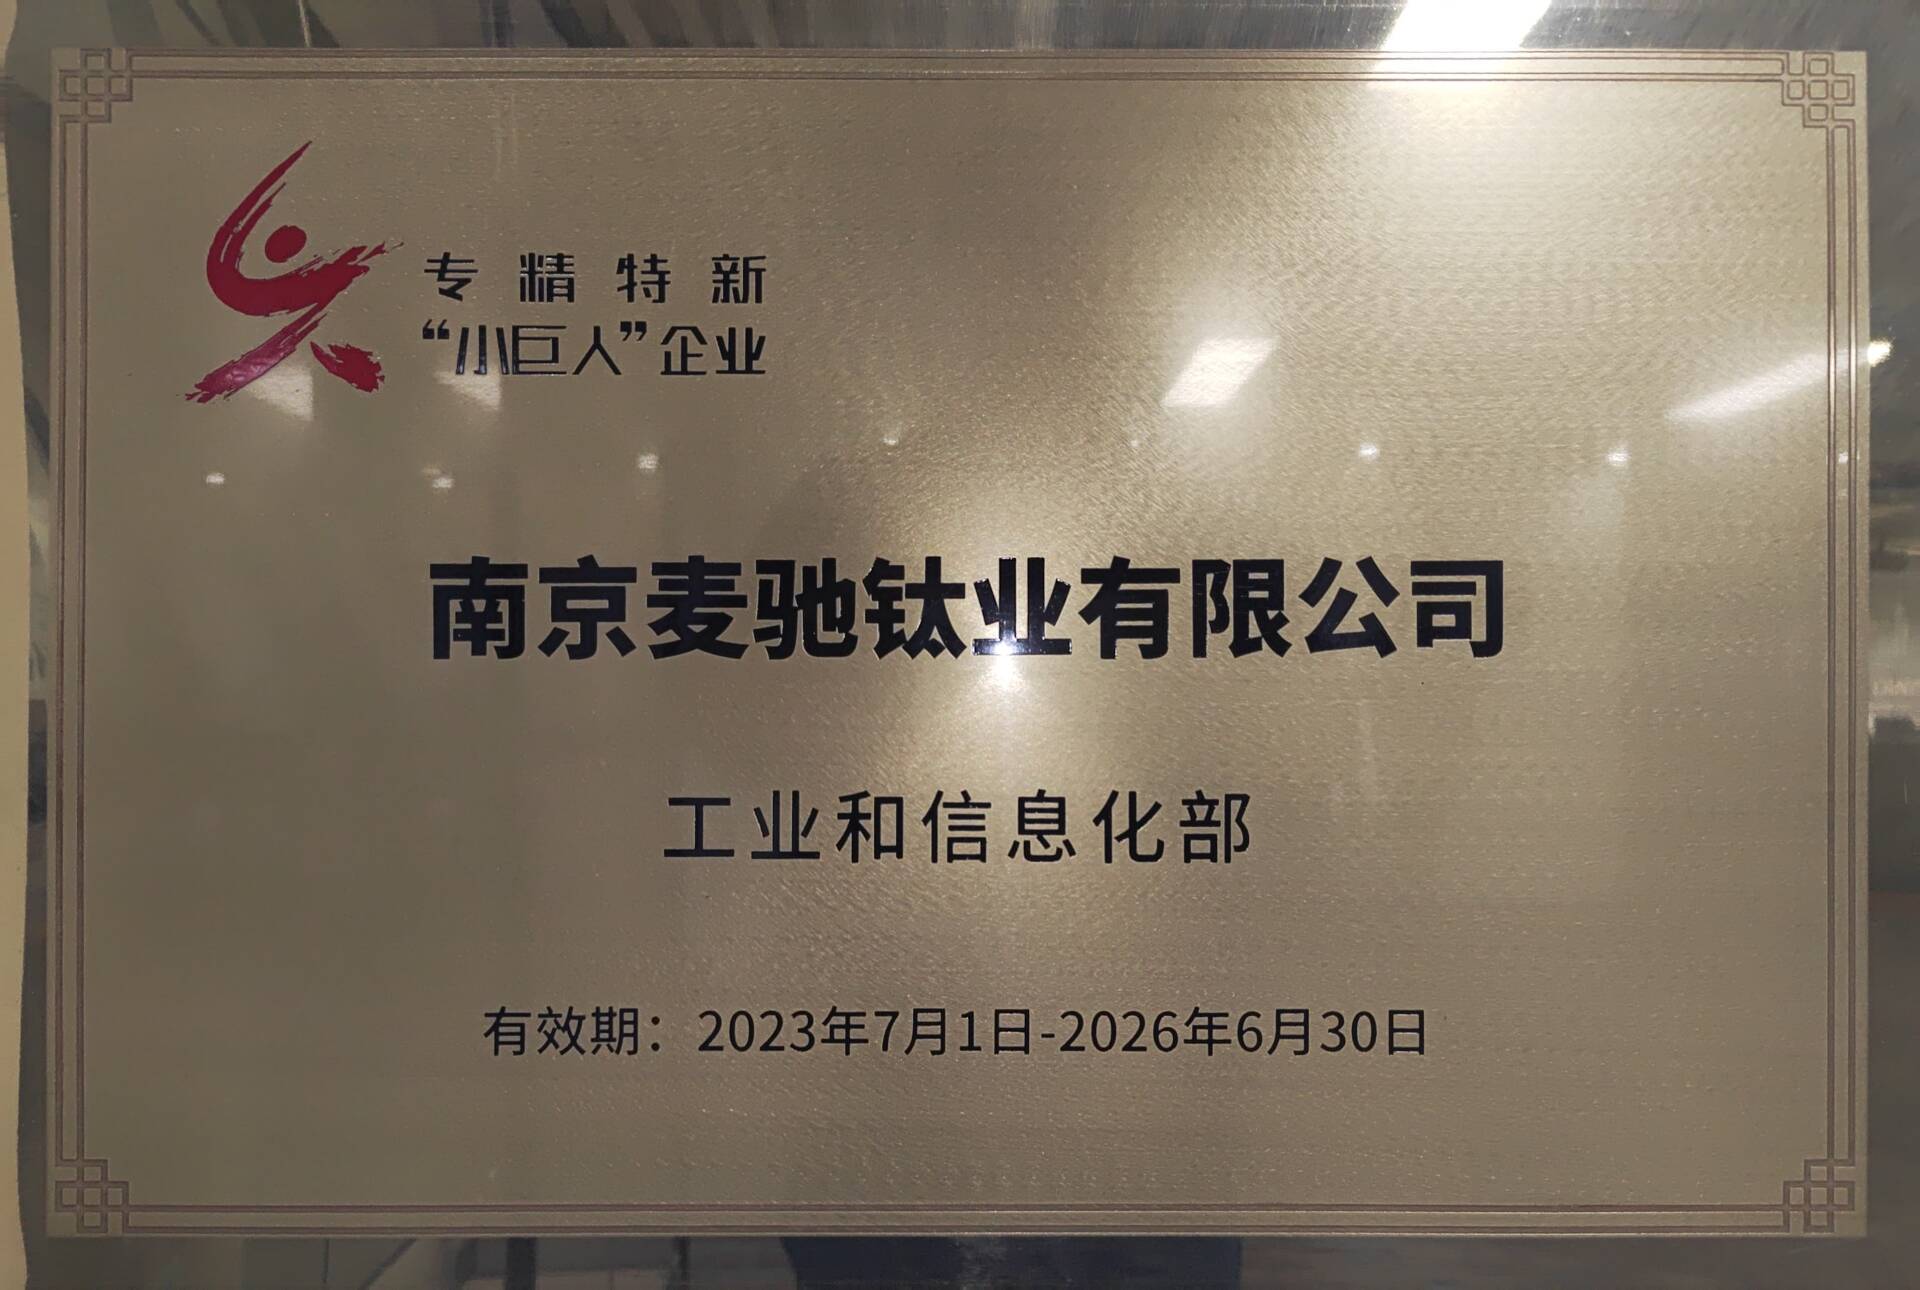 专精特新
“小巨人”企业
南京麦驰钛业有限公司
工业和信息化部
有效期：2023年7月1日-2026年6月30日